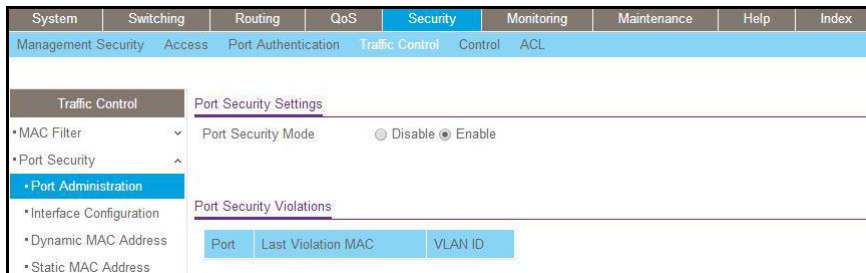 System Switching Routing QoS Security Monitoring Maintenance Help Index
Management Security Access Port Authentication Traffic Control Control ACL
Traffic Control
MAC Filter
Port Security
Port Administration
Interface Configuration
Dynamic MAC Address
Static MAC Address
Port Security Settings
Port Security Mode Disable Enable
Port Security Violations
Port Last Violation MAC VLAN ID